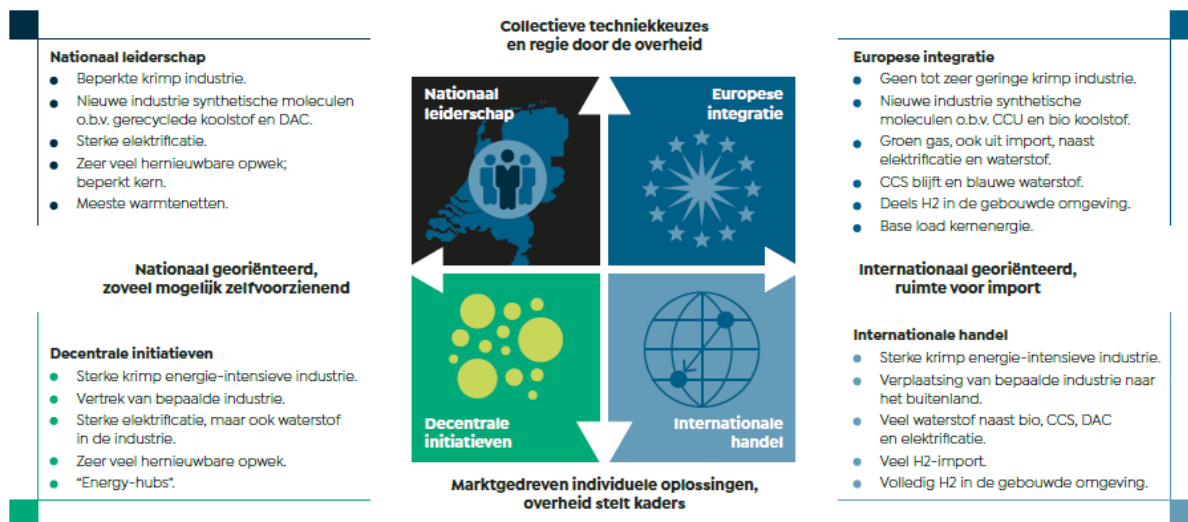 Collectieve techniekkeuzes
en regie door de overheid
Nationaal leiderschap
Beperkte krimp industrie.
Nieuwe industrie synthetische moleculen
o.b.v. gerecyclede koolstof en DAC.
Sterke elektrificatie.
Zeer veel hernieuwbare opwek;
beperkt kern.
Meeste warmtenetten.
Nationaal
leiderschap
Europese
integratie
Europese integratie
Geen tot zeer geringe krimp industrie.
Nieuwe industrie synthetische
moleculen o.b.v. CCU en bio koolstof.
Groen gas, ook uit import, naast
elektrificatie en waterstof.
CCS blijft en blauwe waterstof.
Deels H2 in de gebouwde omgeving.
Base load kernenergie.
Nationaal georiënteerd,
zoveel mogelijk zelfvoorzienend
Internationaal georiënteerd,
ruimte voor import
Decentrale initiatieven
Sterke krimp energie-intensieve industrie.
Vertrek van bepaalde industrie.
Sterke elektrificatie, maar ook waterstof
in de industrie.
Zeer veel hernieuwbare opwek.
"Energy-hubs".
Decentrale
initiatieven
Internationale
handel
Internationale handel
Sterke krimp energie-intensieve industrie.
Verplaatsing van bepaalde industrie naar
het buitenland.
Veel waterstof naast bio, CCS, DAC
en elektrificatie.
Veel H2-import.
Volledig H2 in de gebouwde omgeving.
Marktgedreven individuele oplossingen,
overheid stelt kaders